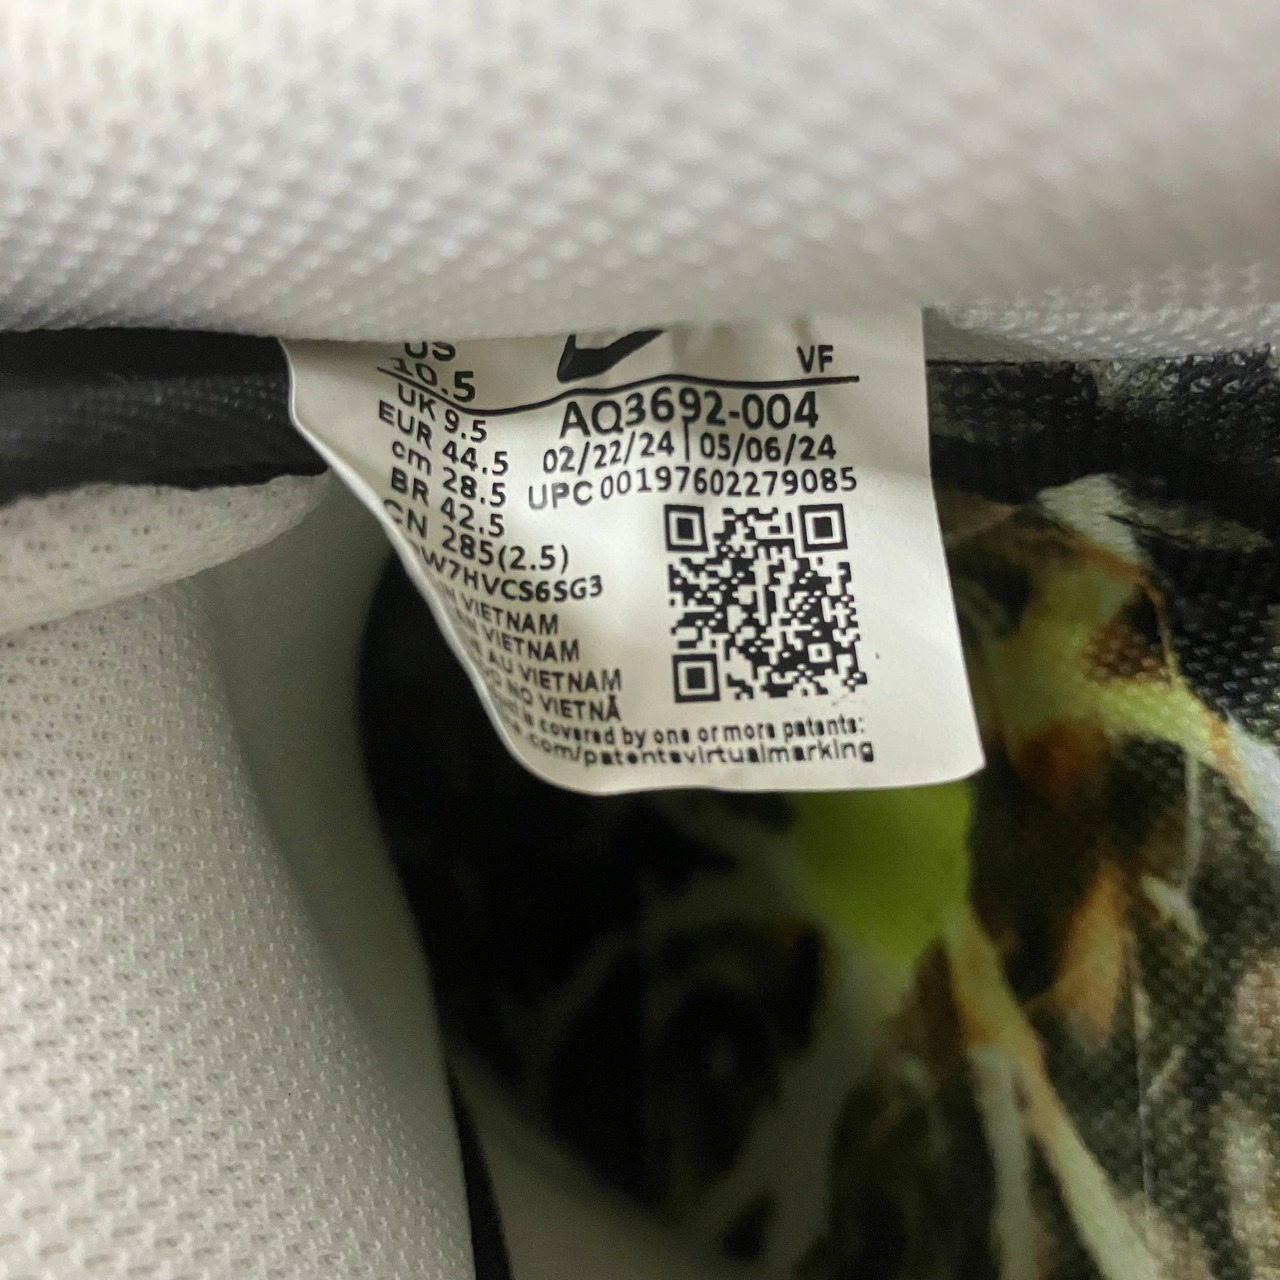 US
10.5
UK 9.5
EUR 44.5
cm 28.5
BR 42.5
CN 285(2.5)
W7HVCS6SG3
VIETNAM
VIETNAM
AU VIETNAM
NO VIETNÃ
VF
AQ3692-004
02/22/24 | 05/06/24
UPC 00197602279085
covered by one or more patents:
.com/patentsvirtualmarking